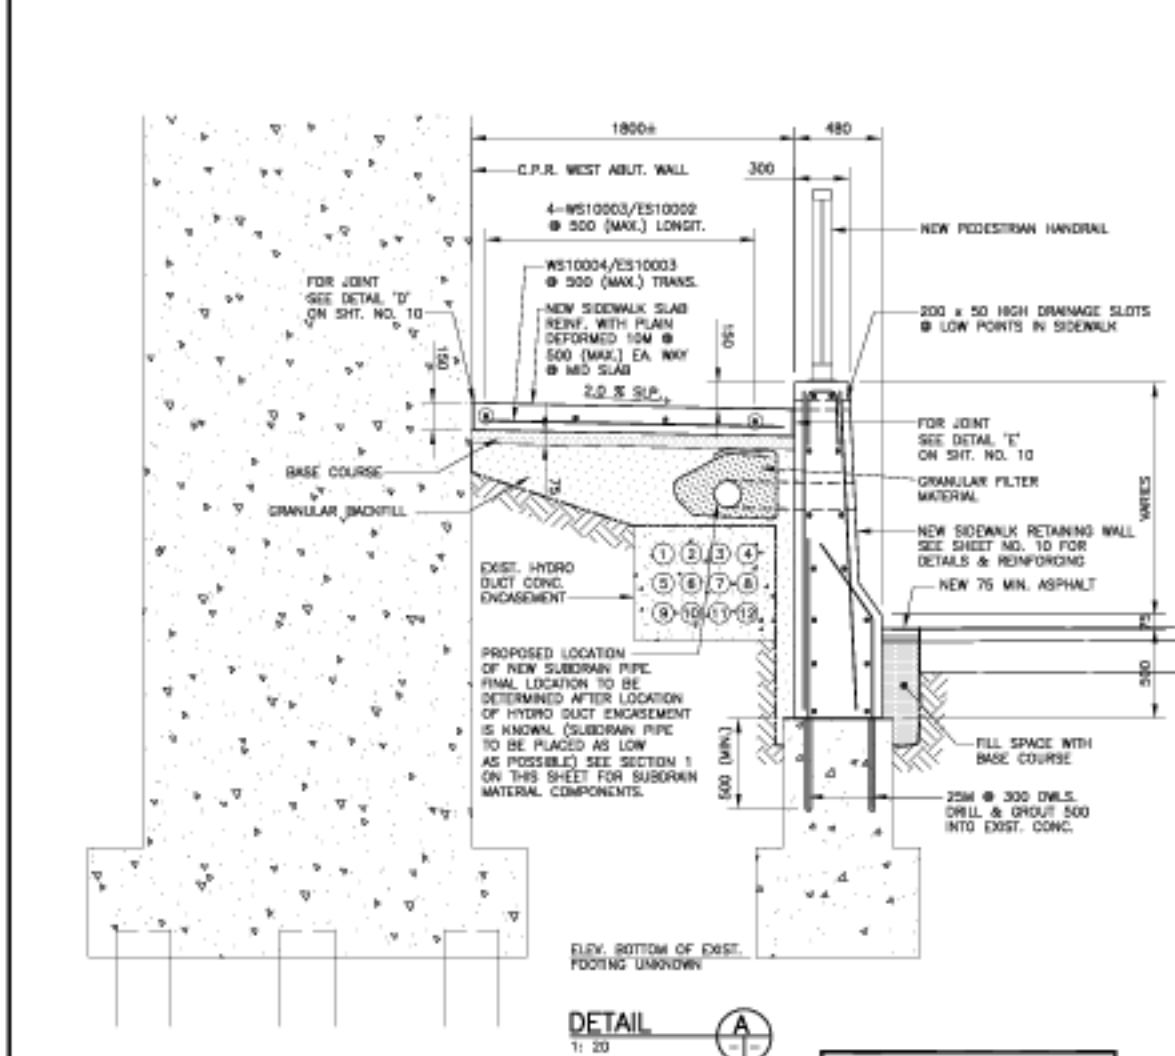 1800±
480
C.P.R. WEST ABUT. WALL
300
4-WS10003/ES10002
@ 500 (MAX.) LONGIT.
NEW PEDESTRIAN HANDRAIL
WS10004/ES10003
@ 500 (MAX.) TRANS.
FOR JOINT
SEE DETAIL 'D'
ON SHT. NO. 10
NEW SIDEWALK SLAB
REINF. WITH PLAIN
DEFORMED 10M @
500 (MAX.) EA. WAY
@ MID SLAB
200 x 50 HIGH DRAINAGE SLOTS
@ LOW POINTS IN SIDEWALK
150
150
2.0 % SLP.
FOR JOINT
SEE DETAIL 'E'
ON SHT. NO. 10
BASE COURSE
75
GRANULAR FILTER
MATERIAL
GRANULAR BACKFILL
VARIES
NEW SIDEWALK RETAINING WALL
SEE SHEET NO. 10 FOR
DETAILS & REINFORCING
1 2 3 4
EXIST. HYDRO
DUCT CONC.
ENCASEMENT
5 6 7 8
NEW 75 MIN. ASPHALT
9 10 11 12
75
PROPOSED LOCATION
OF NEW SUBDRAIN PIPE.
FINAL LOCATION TO BE
DETERMINED AFTER LOCATION
OF HYDRO DUCT ENCASEMENT
IS KNOWN. (SUBDRAIN PIPE
TO BE PLACED AS LOW
AS POSSIBLE) SEE SECTION 1
ON THIS SHEET FOR SUBDRAIN
MATERIAL COMPONENTS.
500
500 (MIN.)
FILL SPACE WITH
BASE COURSE
25M @ 300 DWLS.
DRILL & GROUT 500
INTO EXIST. CONC.
ELEV. BOTTOM OF EXIST.
FOOTING UNKNOWN
DETAIL A
1: 20
- -